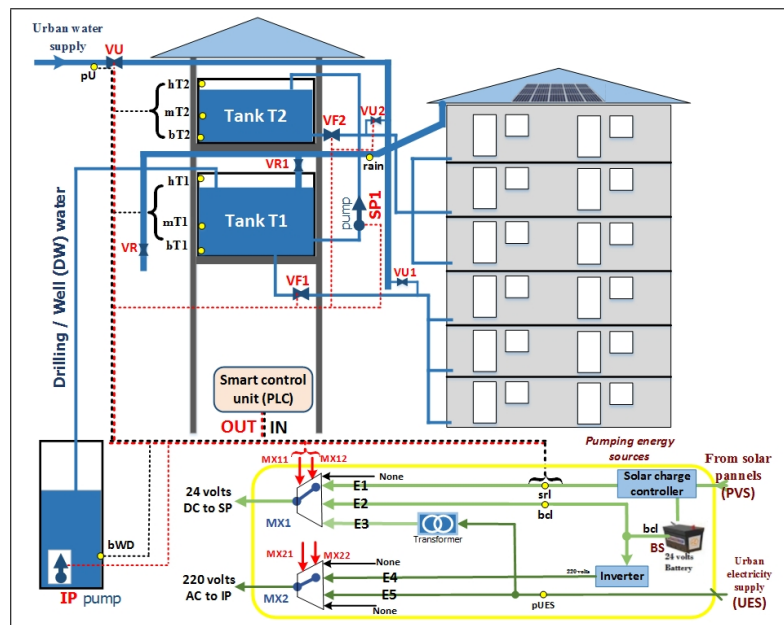 Urban water
supply
VU
pU
hT2
mT2
bT2
Tank T2
VF2
VU2
rain
VR1
hT1
mT1
bT1
Tank T1
pump
SP1
VR
VF1
VU1
Drilling / Well (DW) water
Smart control
unit (PLC)
OUT
IN
Pumping energy
sources
MX11
MX12
None
From solar
pannels
(PVS)
24 volts
DC to SP
MX1
E1
srl
Solar charge
controller
E2
bcl
E3
Transformer
bcl
BS
24 volts
Battery
bWD
IP pump
MX21
MX22
None
220 volts
AC to IP
MX2
E4
220 volts
Inverter
E5
None
pUES
Urban
electricity
supply
(UES)